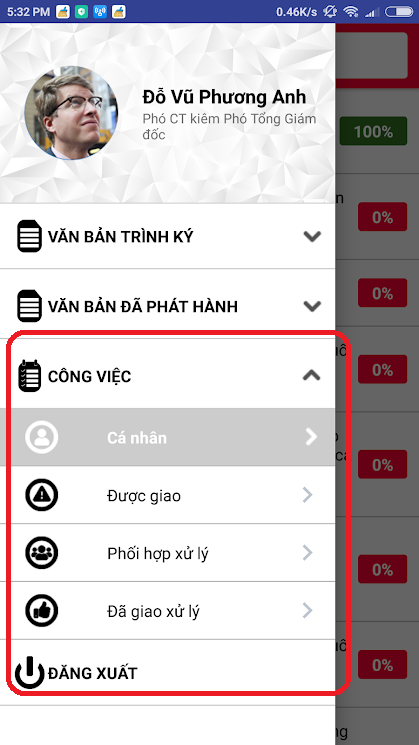 5:32 PM
0.46K/s
Đỗ Vũ Phương Anh
Phó CT kiêm Phó Tổng Giám
đốc
100%
VĂN BẢN TRÌNH KÝ
0%
VĂN BẢN ĐÃ PHÁT HÀNH
0%
CÔNG VIỆC
0%
Cá nhân
0%
Được giao
Phối hợp xử lý
0%
Đã giao xử lý
ĐĂNG XUẤT
0%